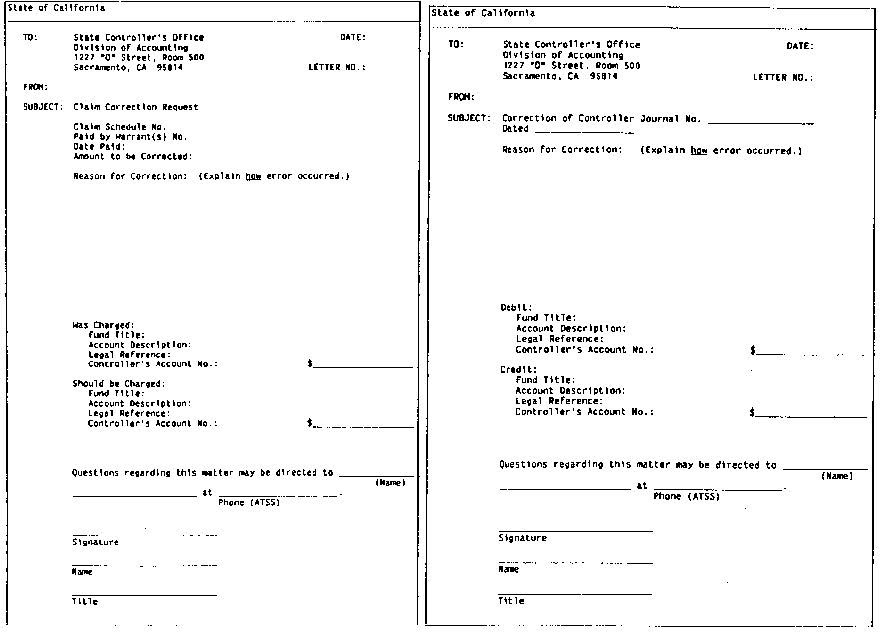 State of California
TO: State Controller's Office DATE:
Division of Accounting
1227 "O" Street, Room 500
Sacramento, CA 95814 LETTER NO.:
FROM:
SUBJECT: Claim Correction Request
Claim Schedule No.
Paid by Warrant(s) No.
Date Paid:
Amount to be Corrected:
Reason for Correction: (Explain how error occurred.)
Was Charged:
Fund Title:
Account Description:
Legal Reference:
Controller's Account No.: $
Should be Charged:
Fund Title:
Account Description:
Legal Reference:
Controller's Account No.: $
Questions regarding this matter may be directed to
(Name)
at
Phone (ATSS)
Signature
Name
Title
State of California
TO: State Controller's Office DATE:
Division of Accounting
1227 "O" Street, Room 500
Sacramento, CA 95814 LETTER NO.:
FROM:
SUBJECT: Correction of Controller Journal No.
Dated
Reason for Correction: (Explain how error occurred.)
Debit:
Fund Title:
Account Description:
Legal Reference:
Controller's Account No.: $
Credit:
Fund Title:
Account Description:
Legal Reference:
Controller's Account No.: $
Questions regarding this matter may be directed to
(Name)
at
Phone (ATSS)
Signature
Name
Title